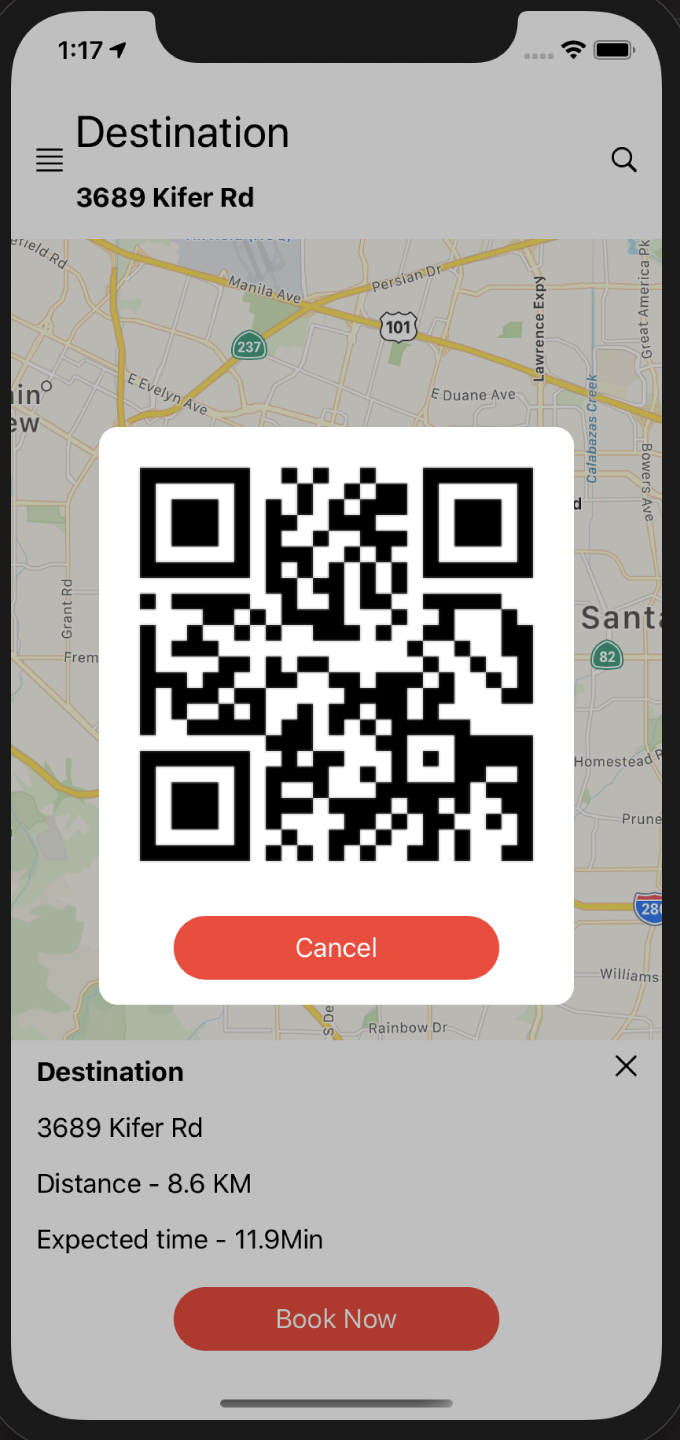 1:17
Destination
3689 Kifer Rd
Manila Ave
Persian Dr
237
101
Lawrence Expy
Great America Pk
E Evelyn Ave
E Duane Ave
Calabazas Creek
Bowers Ave
Grant Rd
Santa
82
Frem
Homestead R
Prune
280
Williams
S De
Rainbow Dr
Cancel
Destination
3689 Kifer Rd
Distance - 8.6 KM
Expected time - 11.9Min
Book Now